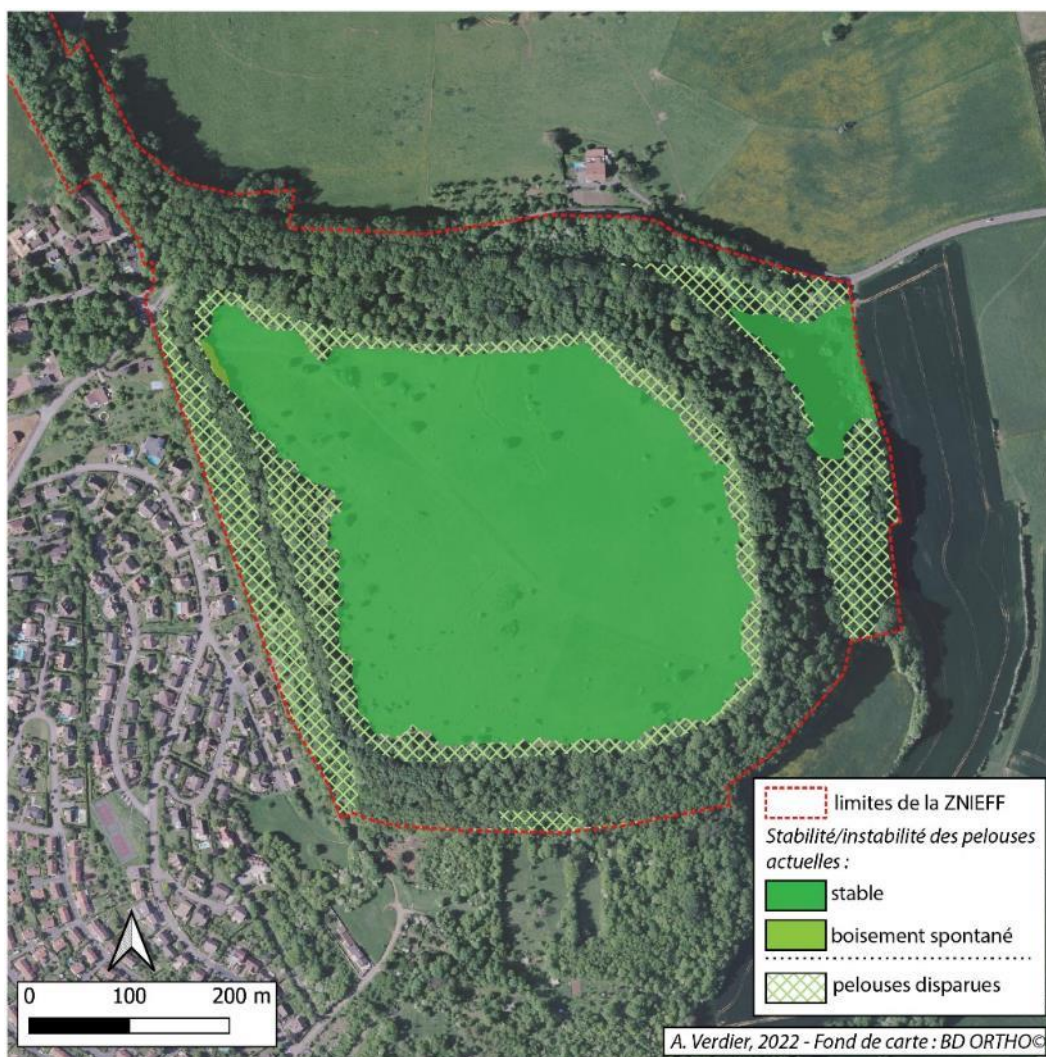 limites de la ZNIEFF
Stabilité/instabilité des pelouses
actuelles :
stable
boisement spontané
pelouses disparues
0 100 200 m
A. Verdier, 2022 - Fond de carte : BD ORTHO©